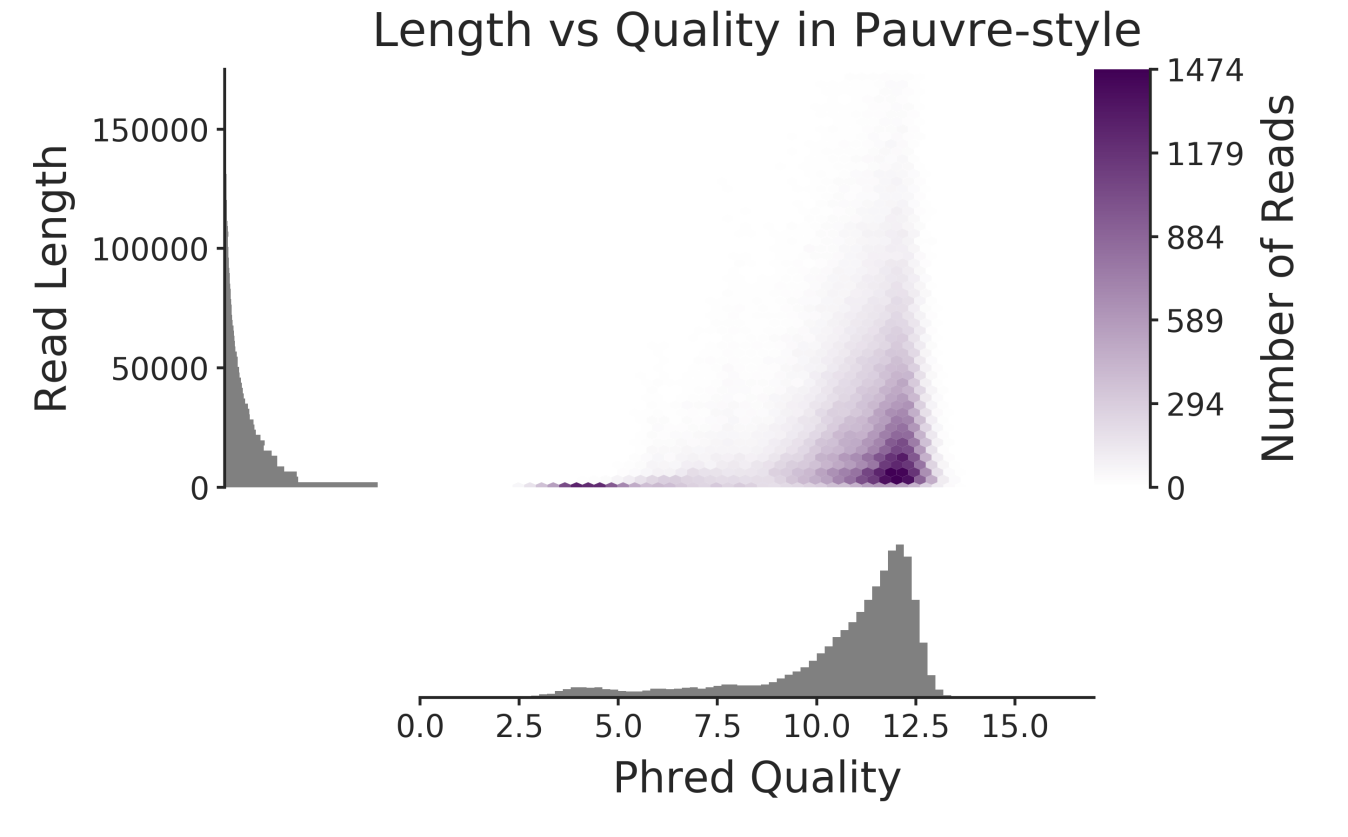 Length vs Quality in Pauvre-style
Read Length
150000
100000
50000
0
1474
1179
884
589
294
0
Number of Reads
0.0 2.5 5.0 7.5 10.0 12.5 15.0
Phred Quality